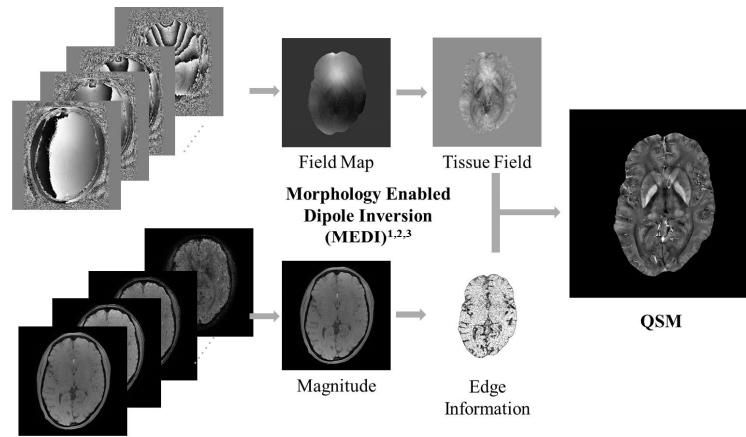 Field Map
Tissue Field
Morphology Enabled
Dipole Inversion
(MEDI)1,2,3
QSM
Magnitude
Edge
Information